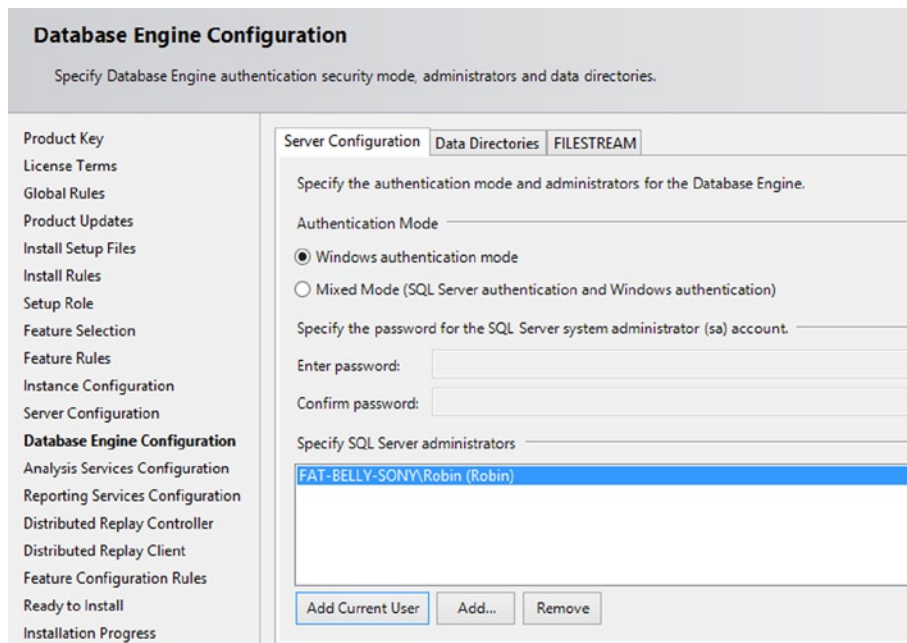 Database Engine Configuration
Specify Database Engine authentication security mode, administrators and data directories.
Product Key
License Terms
Global Rules
Product Updates
Install Setup Files
Install Rules
Setup Role
Feature Selection
Feature Rules
Instance Configuration
Server Configuration
Database Engine Configuration
Analysis Services Configuration
Reporting Services Configuration
Distributed Replay Controller
Distributed Replay Client
Feature Configuration Rules
Ready to Install
Installation Progress
Server Configuration Data Directories FILESTREAM
Specify the authentication mode and administrators for the Database Engine.
Authentication Mode
Windows authentication mode
Mixed Mode (SQL Server authentication and Windows authentication)
Specify the password for the SQL Server system administrator (sa) account.
Enter password:
Confirm password:
Specify SQL Server administrators
FAT-BELLY-SONY\Robin (Robin)
Add Current User Add... Remove